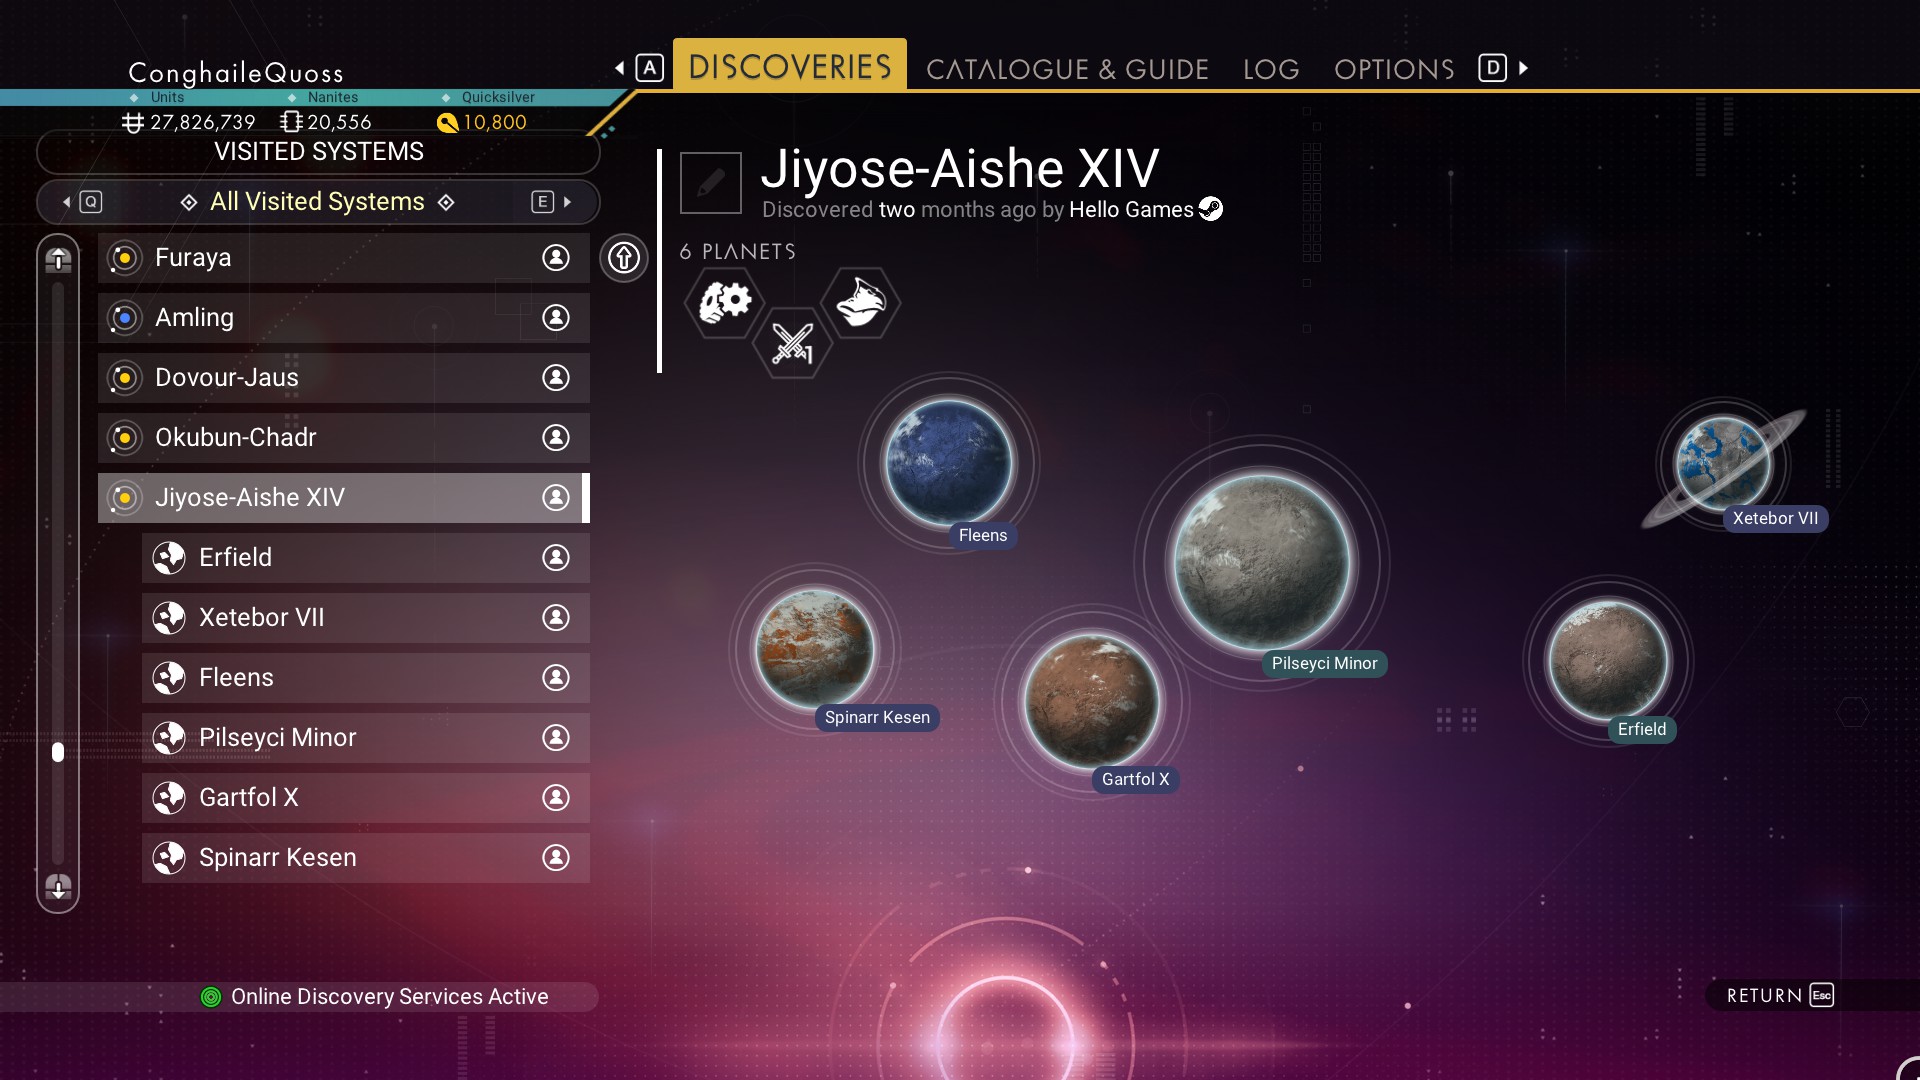 ConghaileQuoss
Units Nanites Quicksilver
27,826,739 20,556 10,800
A DISCOVERIES CATALOGUE & GUIDE LOG OPTIONS D
VISITED SYSTEMS
Q All Visited Systems E
Furaya
Amling
Dovour-Jaus
Okubun-Chadr
Jiyose-Aishe XIV
Erfield
Xetebor VII
Fleens
Pilseyci Minor
Gartfol X
Spinarr Kesen
Online Discovery Services Active
Jiyose-Aishe XIV
Discovered two months ago by Hello Games
6 PLANETS
1
Fleens
Xetebor VII
Pilseyci Minor
Spinarr Kesen
Erfield
Gartfol X
RETURN Esc